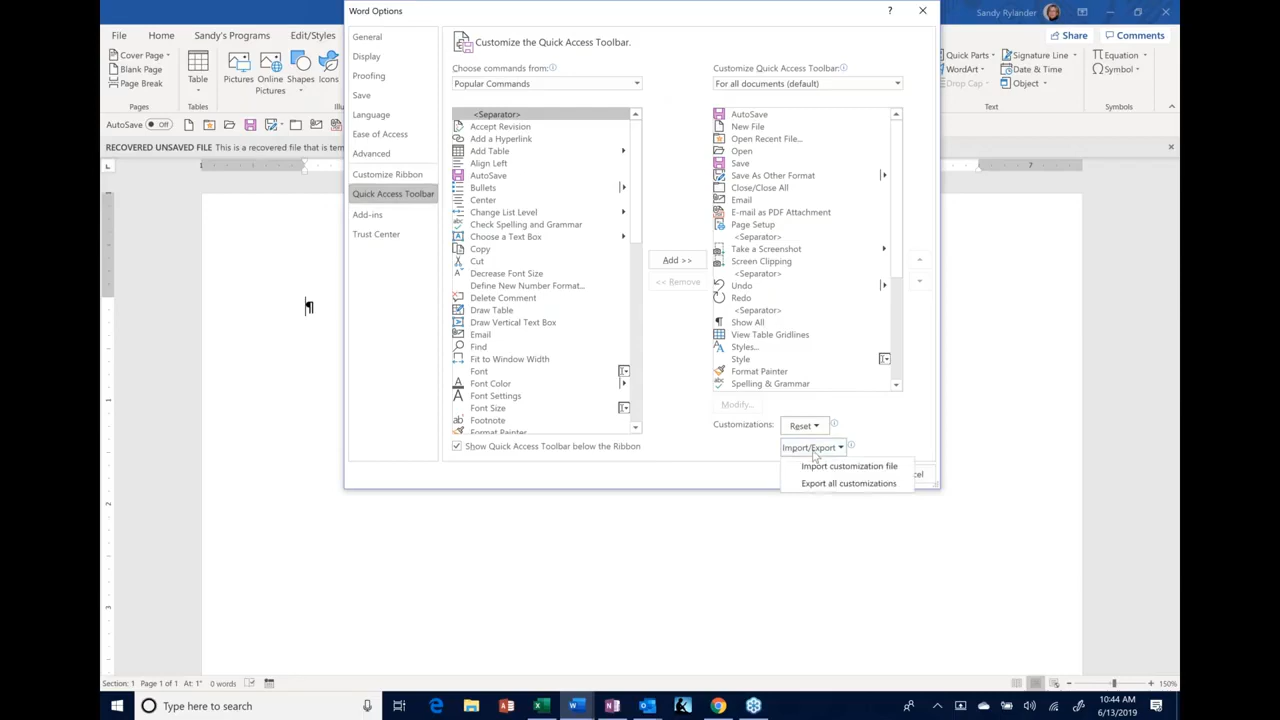 Word Options
?
Sandy Rylander
File Home Sandy's Programs Edit/Styles
Share Comments
Cover Page
Blank Page
Page Break
Pages
Table
Tables
Pictures
Online
Pictures
Shapes
Icons
Quick Parts
WordArt
Drop Cap
Signature Line
Date & Time
Object
Text
Equation
Symbol
Symbols
AutoSave Off
RECOVERED UNSAVED FILE This is a recovered file that is tem
General
Display
Proofing
Save
Language
Ease of Access
Advanced
Customize Ribbon
Quick Access Toolbar
Add-ins
Trust Center
Customize the Quick Access Toolbar.
Choose commands from:
Popular Commands
<Separator>
Accept Revision
Add a Hyperlink
Add Table
Align Left
AutoSave
Bullets
Center
Change List Level
Check Spelling and Grammar
Choose a Text Box
Copy
Cut
Decrease Font Size
Define New Number Format...
Delete Comment
Draw Table
Draw Vertical Text Box
Email
Find
Fit to Window Width
Font
Font Color
Font Settings
Font Size
Footnote
Format Painter
Show Quick Access Toolbar below the Ribbon
Add >>
<< Remove
Customize Quick Access Toolbar:
For all documents (default)
AutoSave
New File
Open Recent File...
Open
Save
Save As Other Format
Close/Close All
Email
E-mail as PDF Attachment
Page Setup
<Separator>
Take a Screenshot
Screen Clipping
<Separator>
Undo
Redo
<Separator>
Show All
View Table Gridlines
Styles...
Style
Format Painter
Spelling & Grammar
Modify...
Customizations: Reset
Import/Export
Import customization file
Export all customizations
¶
Section: 1 Page 1 of 1 At: 1" 0 words
150%
Type here to search
10:44 AM
6/13/2019